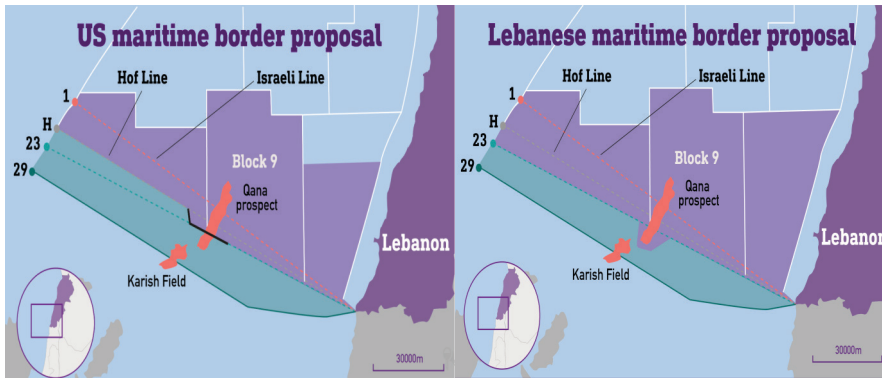 US maritime border proposal
Hof Line
Israeli Line
1
H
23
29
Block 9
Qana
prospect
Karish Field
Lebanon
30000m
Lebanese maritime border proposal
Hof Line
Israeli Line
1
H
23
29
Block 9
Qana
prospect
Karish Field
Lebanon
30000m